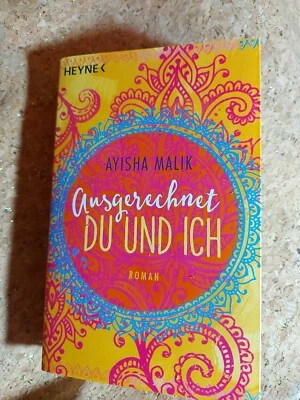 HEYNE<
AYISHA MALIK
Ausgerechnet
DU UND ICH
ROMAN